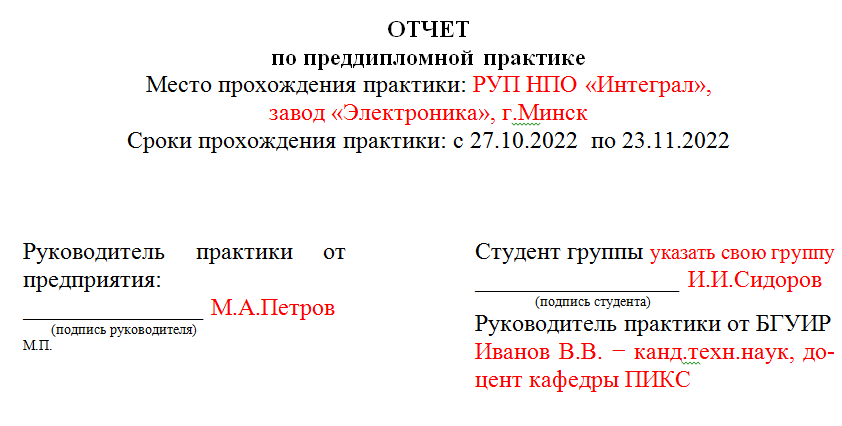 ОТЧЕТ
по преддипломной практике
Место прохождения практики: РУП НПО «Интеграл»,
завод «Электроника», г.Минск
Сроки прохождения практики: с 27.10.2022 по 23.11.2022
Руководитель практики от
предприятия:
_______________ М.А.Петров
(подпись руководителя)
М.П.
Студент группы указать свою группу
_________________ И.И.Сидоров
(подпись студента)
Руководитель практики от БГУИР
Иванов В.В. − канд.техн.наук, до-
цент кафедры ПИКС